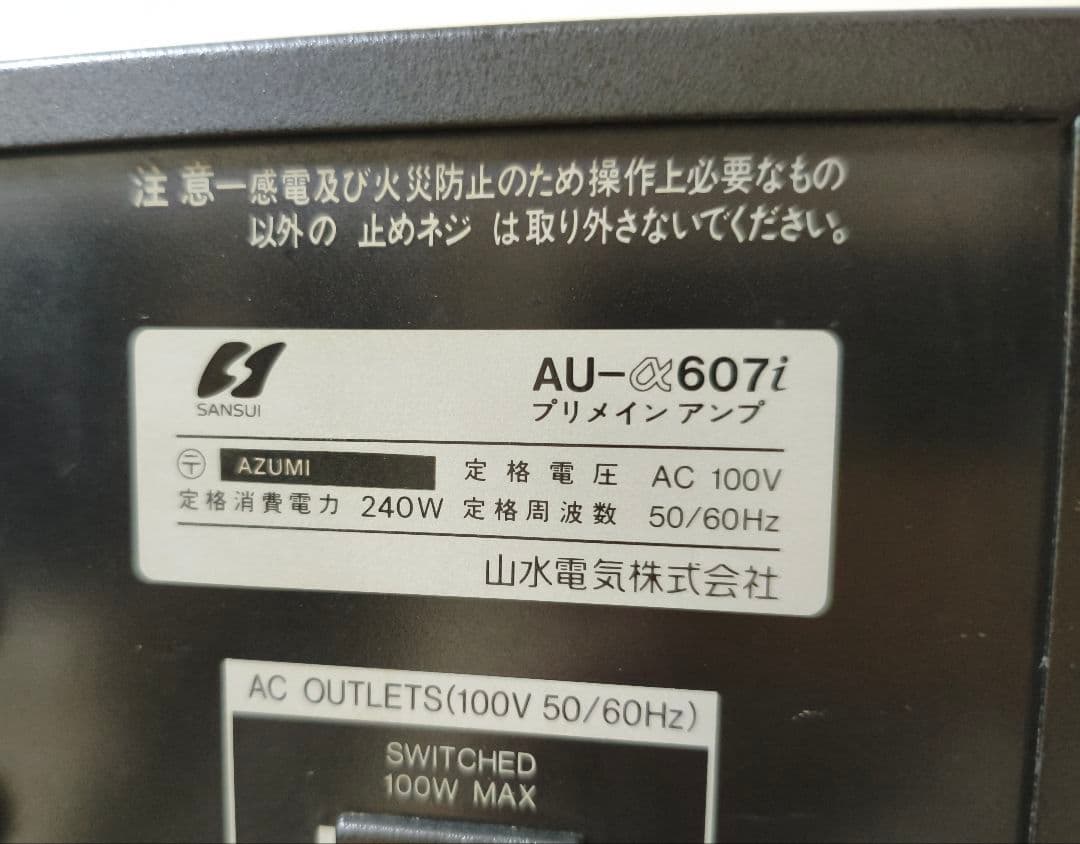 注意ー感電及び火災防止のため操作上必要なもの
以外の 止めネジ は取り外さないでください。
SANSUI
AU-α607i
プリメインアンプ
〒 AZUMI 定格電圧 AC 100V
定格消費電力 240W 定格周波数 50/60Hz
山水電気株式会社
AC OUTLETS(100V 50/60Hz)
SWITCHED
100W MAX